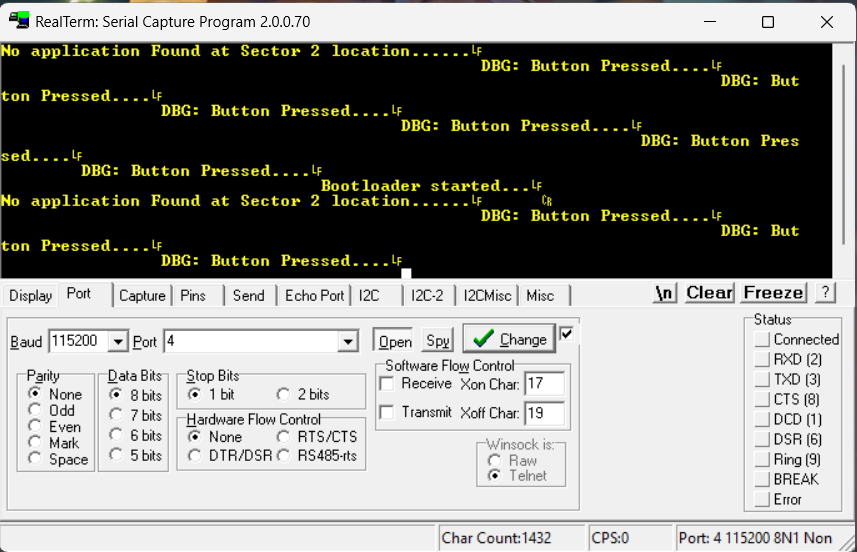 RealTerm: Serial Capture Program 2.0.0.70
No application Found at Sector 2 location......LF
DBG: Button Pressed....LF
DBG: But
ton Pressed....LF
DBG: Button Pressed....LF
DBG: Button Pressed....LF
DBG: Button Pres
sed....LF
DBG: Button Pressed....LF
Bootloader started...LF
No application Found at Sector 2 location......LF CR
DBG: Button Pressed....LF
DBG: But
ton Pressed....LF
DBG: Button Pressed....LF
Display Port Capture Pins Send Echo Port I2C I2C-2 I2CMisc Misc \n Clear Freeze ?
Baud 115200 Port 4 Open Spy Change
Parity
None
Odd
Even
Mark
Space
Data Bits
8 bits
7 bits
6 bits
5 bits
Stop Bits
1 bit 2 bits
Hardware Flow Control
None RTS/CTS
DTR/DSR RS485-rts
Software Flow Control
Receive Xon Char: 17
Transmit Xoff Char: 19
Winsock is:
Raw
Telnet
Status
Connected
RXD (2)
TXD (3)
CTS (8)
DCD (1)
DSR (6)
Ring (9)
BREAK
Error
Char Count:1432 CPS:0 Port: 4 115200 8N1 Non